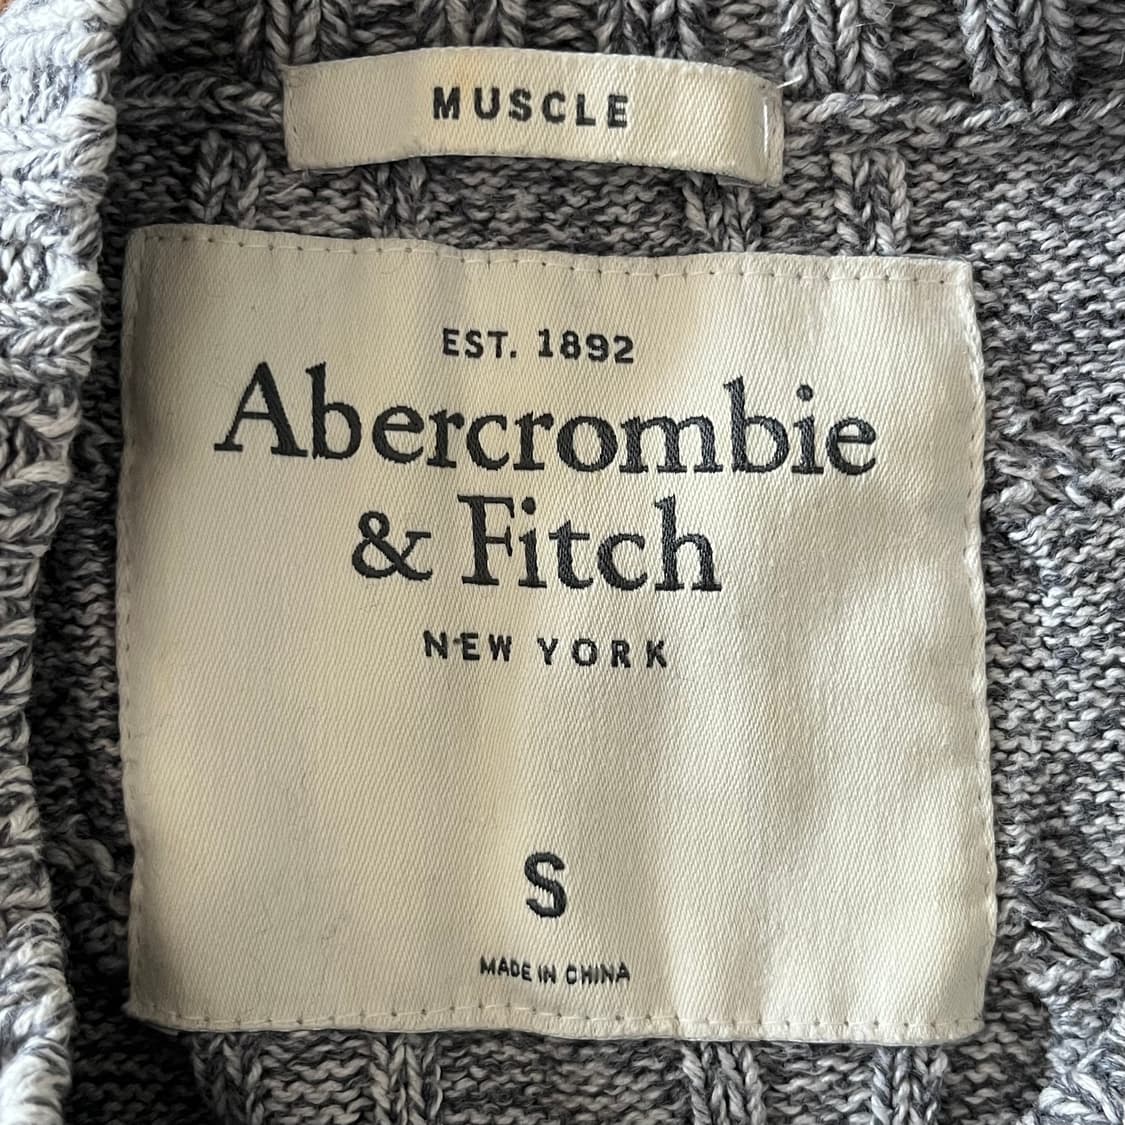 MUSCLE
EST. 1892
Abercrombie
& Fitch
NEW YORK
S
MADE IN CHINA